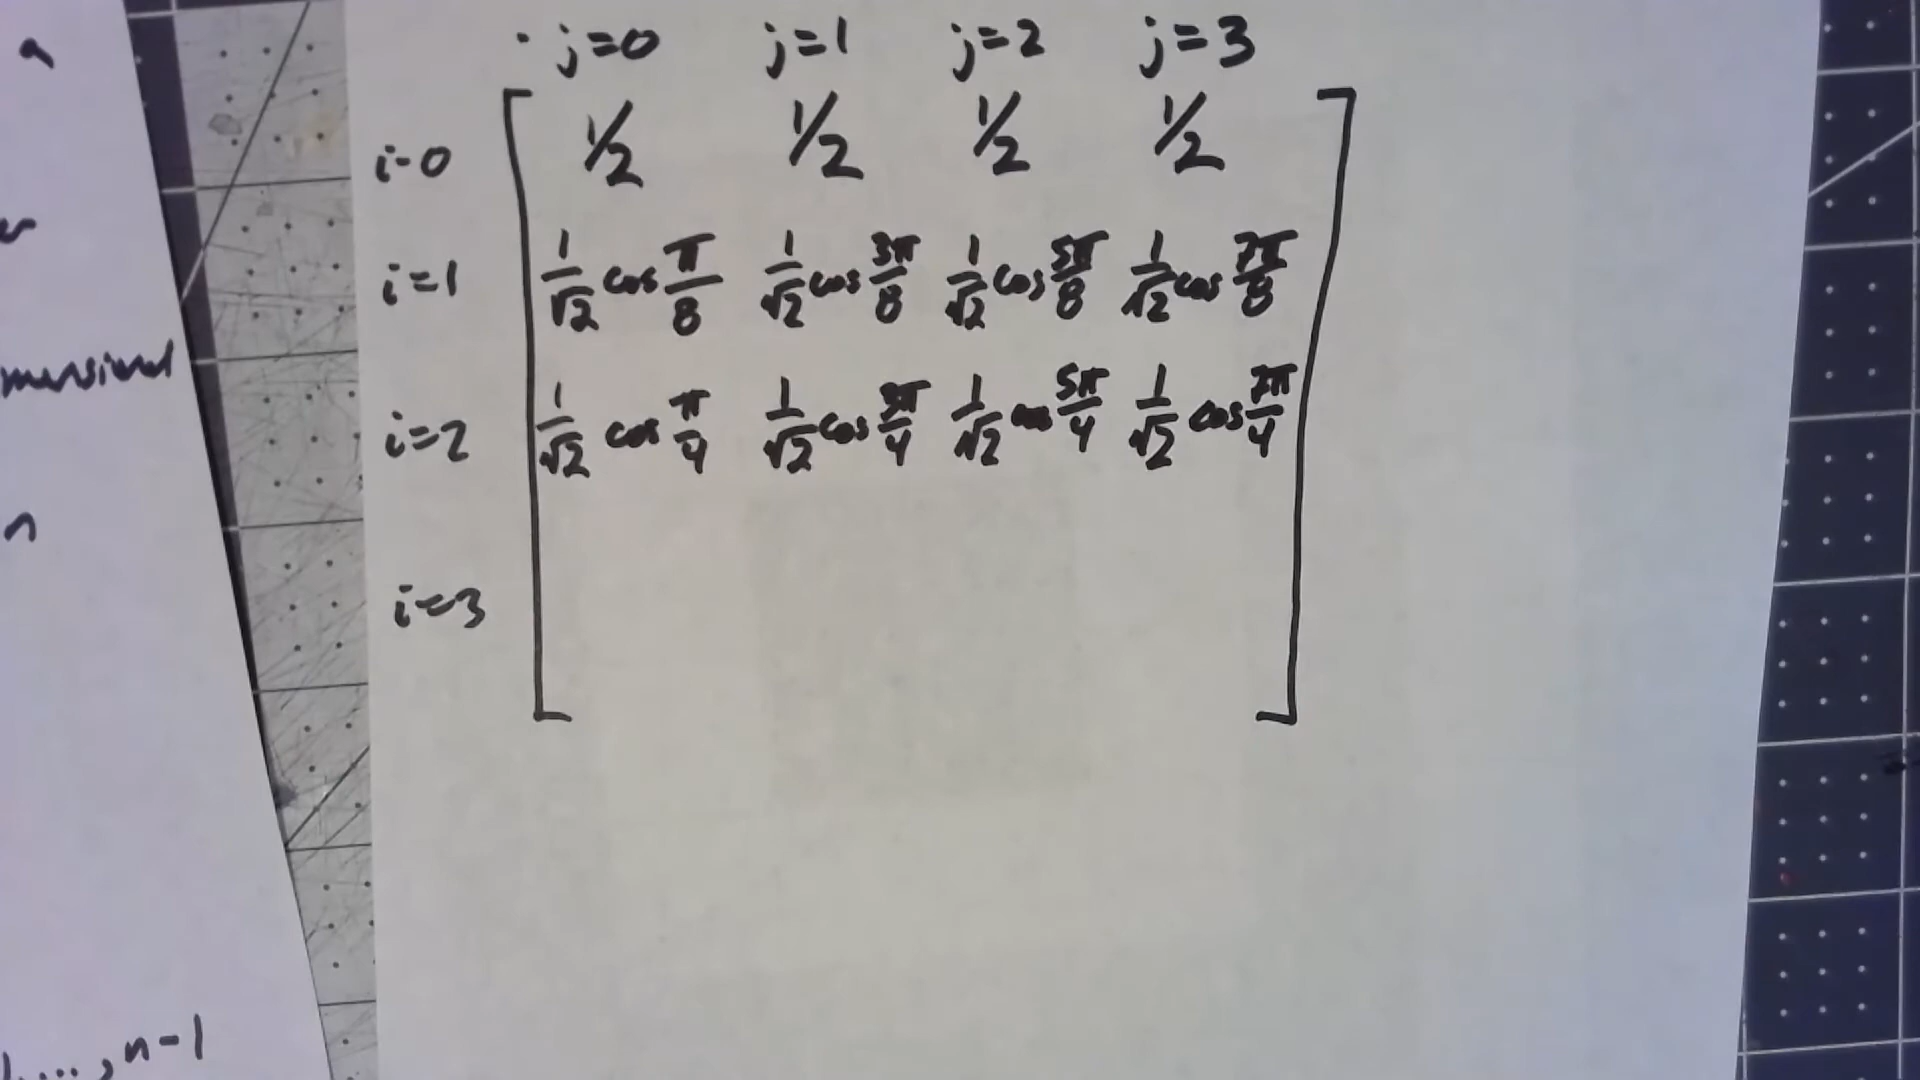 j=0 j=1 j=2 j=3
i=0 1/2 1/2 1/2 1/2
i=1 1/√2 cos π/8 1/√2 cos 3π/8 1/√2 cos 5π/8 1/√2 cos 7π/8
i=2 1/√2 cos π/4 1/√2 cos 3π/4 1/√2 cos 5π/4 1/√2 cos 7π/4
i=3
n
, n-1